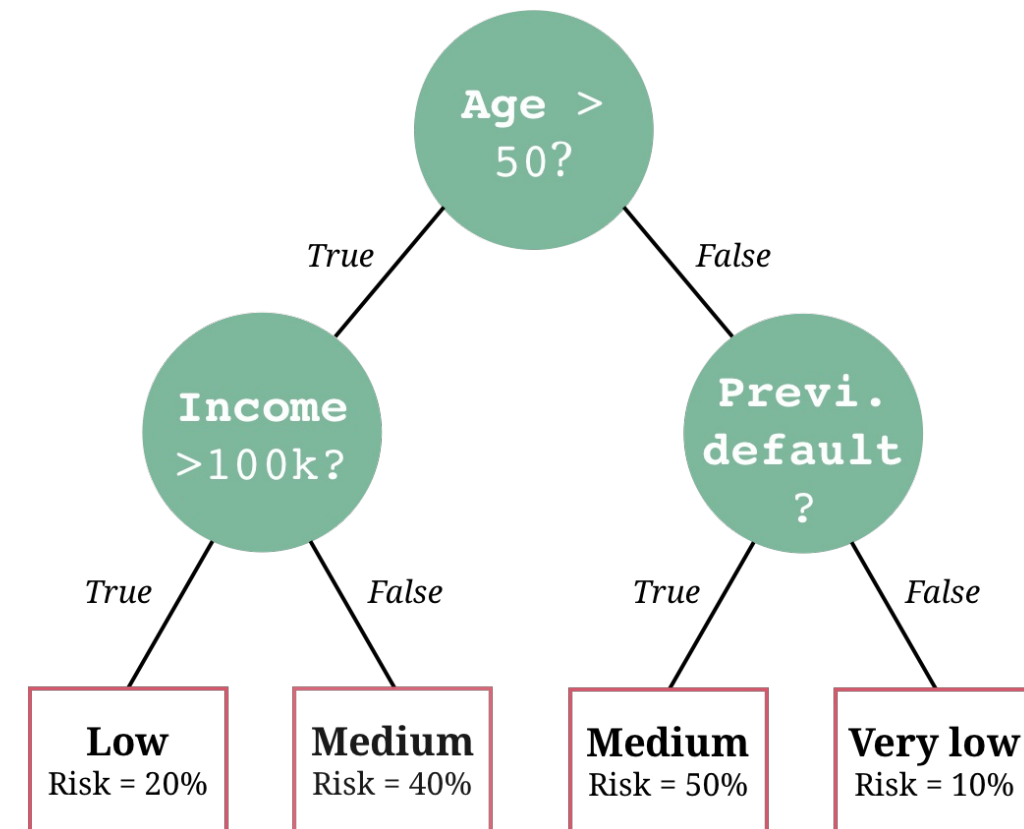 Age >
50?
True
False
Income
>100k?
Previ.
default
?
True
False
True
False
Low
Risk = 20%
Medium
Risk = 40%
Medium
Risk = 50%
Very low
Risk = 10%